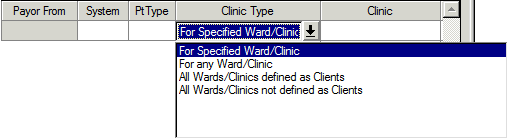 Payor From System PtType Clinic Type Clinic
For Specified Ward/Clinic
For Specified Ward/Clinic
For any Ward/Clinic
All Wards/Clinics defined as Clients
All Wards/Clinics not defined as Clients